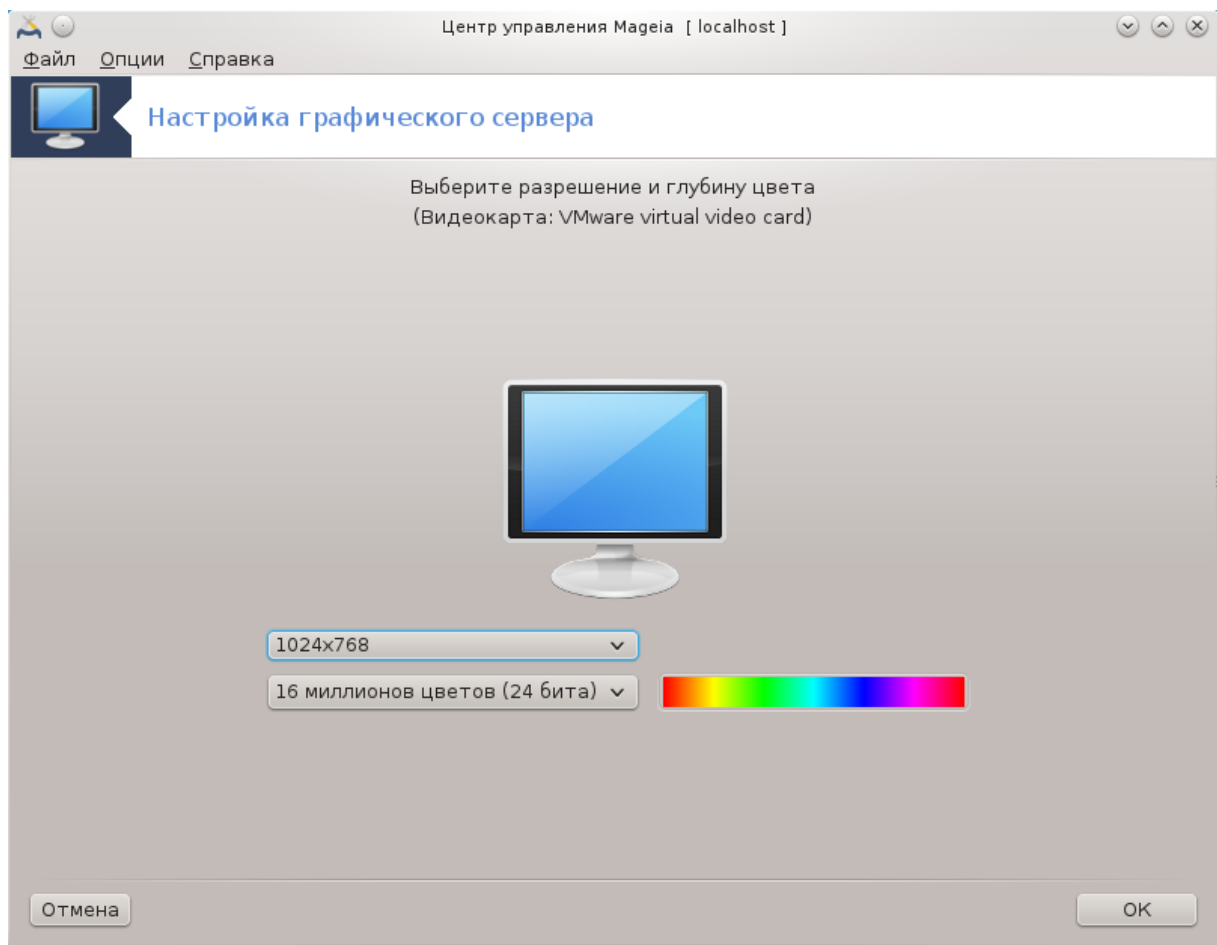 Центр управления Mageia [ localhost ]
Файл Опции Справка
Настройка графического сервера
Выберите разрешение и глубину цвета
(Видеокарта: VMware virtual video card)
1024x768
16 миллионов цветов (24 бита)
Отмена
OK